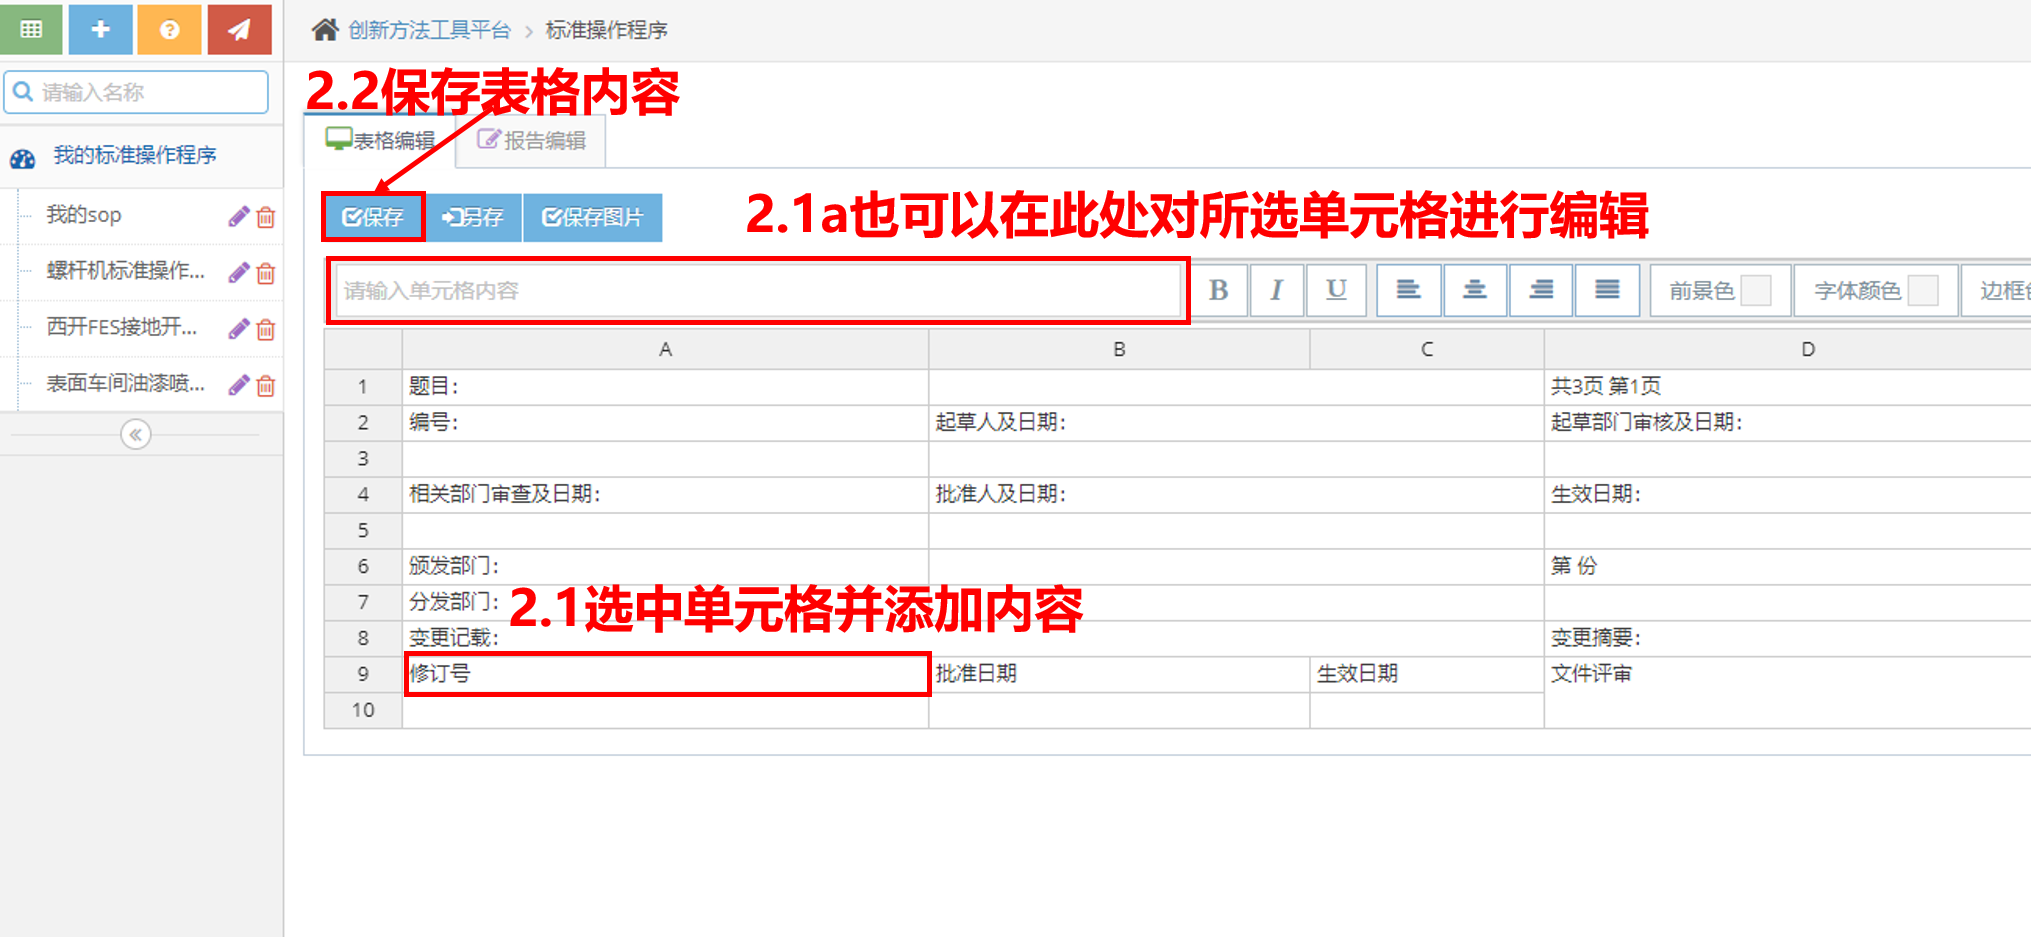 创新方法工具平台 > 标准操作程序
请输入名称
2.2保存表格内容
表格编辑 报告编辑
我的标准操作程序
我的sop
螺杆机标准操作...
西开FES接地开...
表面车间油漆喷...
保存 另存 保存图片
2.1a也可以在此处对所选单元格进行编辑
请输入单元格内容 B I U 前景色 字体颜色 边框
A B C D
1 题目: 共3页 第1页
2 编号: 起草人及日期: 起草部门审核及日期:
3
4 相关部门审查及日期: 批准人及日期: 生效日期:
5
6 颁发部门: 第 份
7 分发部门:
2.1选中单元格并添加内容
8 变更记载: 变更摘要:
9 修订号 批准日期 生效日期 文件评审
10